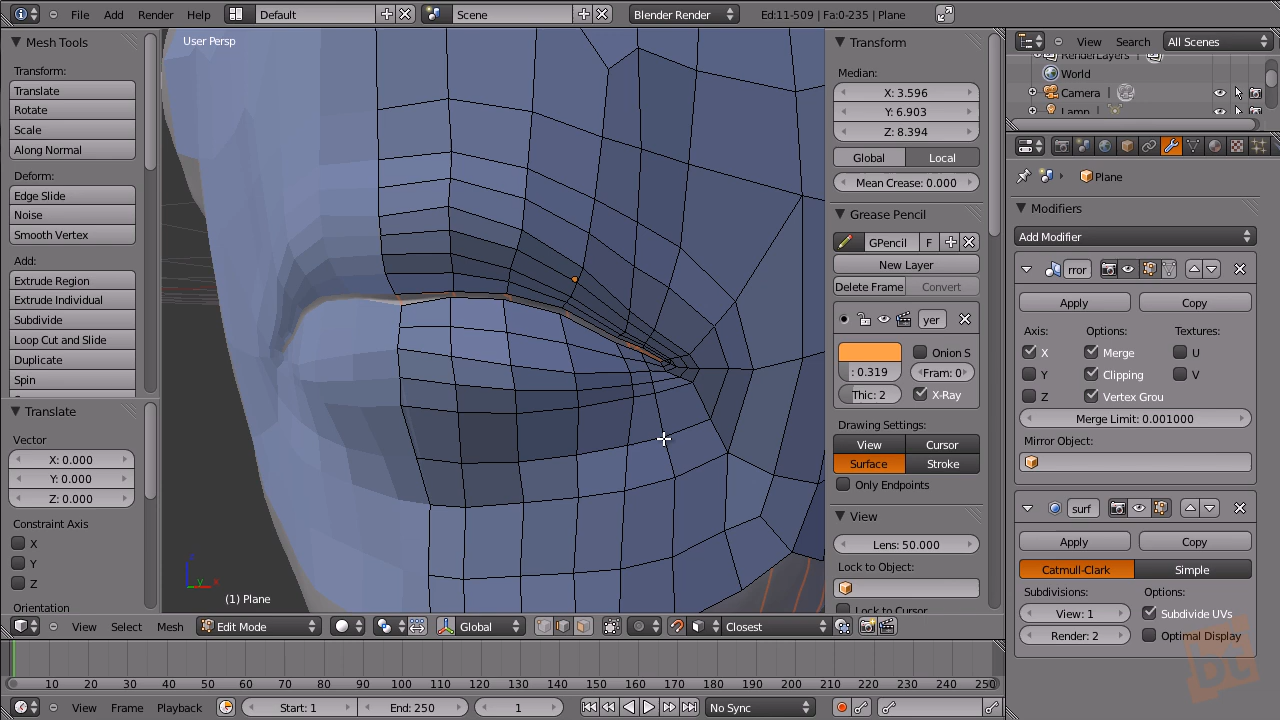 File Add Render Help Default Scene Blender Render Ed:11-509 | Fa:0-235 | Plane
Mesh Tools
Transform:
Translate
Rotate
Scale
Along Normal
Deform:
Edge Slide
Noise
Smooth Vertex
Add:
Extrude Region
Extrude Individual
Subdivide
Loop Cut and Slide
Duplicate
Spin
Translate
Vector
X: 0.000
Y: 0.000
Z: 0.000
Constraint Axis
X
Y
Z
Orientation
User Persp
(1) Plane
Transform
Median:
X: 3.596
Y: 6.903
Z: 8.394
Global Local
Mean Crease: 0.000
Grease Pencil
GPencil F
New Layer
Delete Frame Convert
yer
Onion S
: 0.319 Fram: 0
Thic: 2 X-Ray
Drawing Settings:
View Cursor
Surface Stroke
Only Endpoints
View
Lens: 50.000
Lock to Object:
Lock to Cursor
View Search All Scenes
RenderLayers
World
Camera
Lamp
Plane
Modifiers
Add Modifier
rror
Apply Copy
Axis: Options: Textures:
X Merge U
Y Clipping V
Z Vertex Grou
Merge Limit: 0.001000
Mirror Object:
surf
Apply Copy
Catmull-Clark Simple
Subdivisions: Options:
View: 1 Subdivide UVs
Render: 2 Optimal Display
View Select Mesh Edit Mode Global Closest
10 20 30 40 50 60 70 80 90 100 110 120 130 140 150 160 170 180 190 200 210 220 230 240 250
View Frame Playback Start: 1 End: 250 1 No Sync